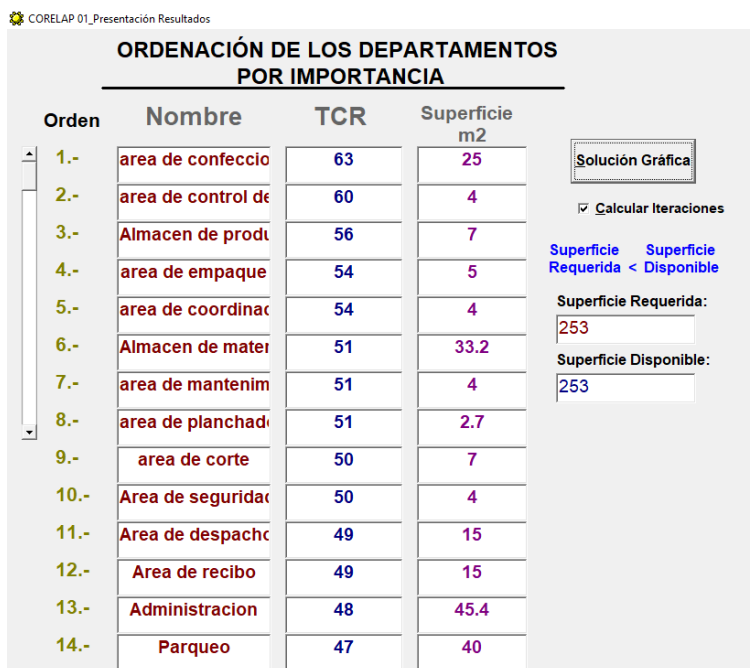 CORELAP 01_Presentación Resultados
ORDENACIÓN DE LOS DEPARTAMENTOS
POR IMPORTANCIA
Orden Nombre TCR Superficie m2
1.- area de confeccio 63 25
2.- area de control de 60 4
3.- Almacen de produ 56 7
4.- area de empaque 54 5
5.- area de coordinac 54 4
6.- Almacen de mater 51 33.2
7.- area de mantenim 51 4
8.- area de planchad 51 2.7
9.- area de corte 50 7
10.- Area de seguridad 50 4
11.- Area de despacho 49 15
12.- Area de recibo 49 15
13.- Administracion 48 45.4
14.- Parqueo 47 40
Solución Gráfica
Calcular Iteraciones
Superficie Superficie
Requerida < Disponible
Superficie Requerida:
253
Superficie Disponible:
253